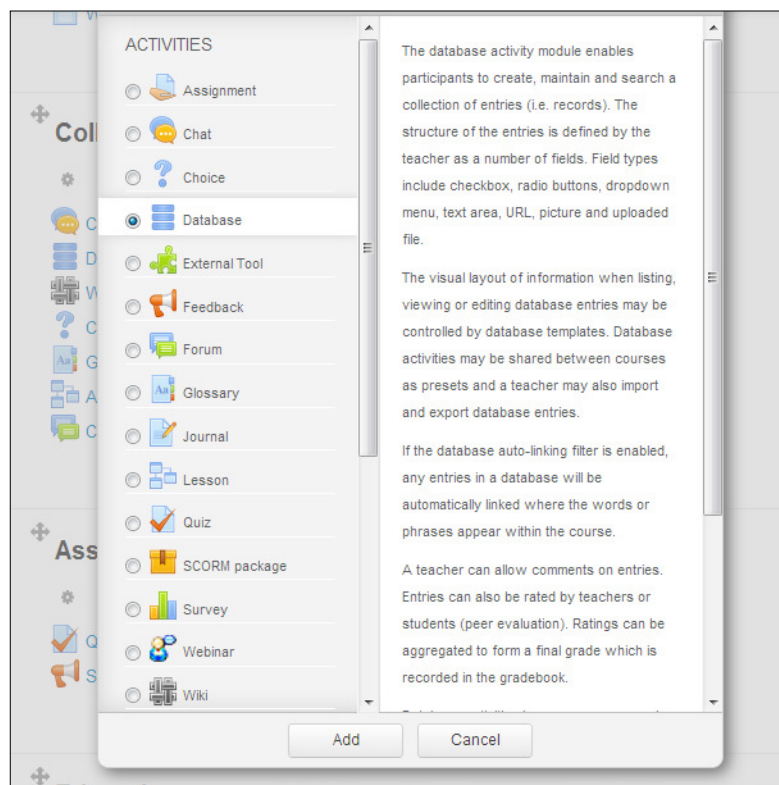 W
ACTIVITIES
Assignment
Chat
Choice
Database
External Tool
Feedback
Forum
Glossary
Journal
Lesson
Quiz
SCORM package
Survey
Webinar
Wiki
The database activity module enables
participants to create, maintain and search a
collection of entries (i.e. records). The
structure of the entries is defined by the
teacher as a number of fields. Field types
include checkbox, radio buttons, dropdown
menu, text area, URL, picture and uploaded
file.
The visual layout of information when listing,
viewing or editing database entries may be
controlled by database templates. Database
activities may be shared between courses
as presets and a teacher may also import
and export database entries.
If the database auto-linking filter is enabled,
any entries in a database will be
automatically linked where the words or
phrases appear within the course.
A teacher can allow comments on entries.
Entries can also be rated by teachers or
students (peer evaluation). Ratings can be
aggregated to form a final grade which is
recorded in the gradebook.
Add
Cancel
Coll
C
D
W
C
G
A
C
Ass
Q
S